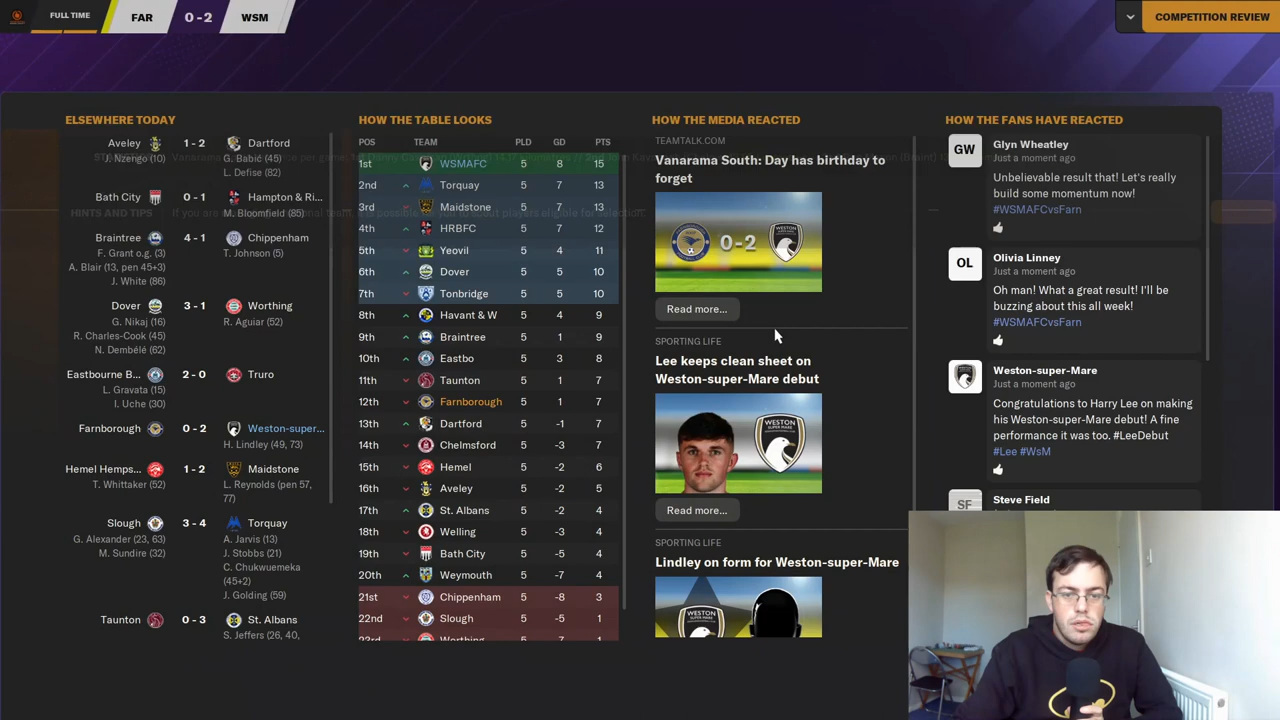 FULL TIME
FAR
0 - 2
WSM
COMPETITION REVIEW
ELSEWHERE TODAY
Aveley 1 - 2 Dartford
J. Nzengo (10) G. Babic (45)
L. Defise (82)
Bath City 0 - 1 Hampton & Ri...
M. Bloomfield (85)
Braintree 4 - 1 Chippenham
F. Grant o.g. (3) T. Johnson (5)
A. Blair (13, pen 45+3)
J. White (86)
Dover 3 - 1 Worthing
G. Nikaj (16) R. Aguiar (52)
R. Charles-Cook (45)
N. Dembélé (62)
Eastbourne B... 2 - 0 Truro
L. Gravata (15)
I. Uche (30)
Farnborough 0 - 2 Weston-super...
H. Lindley (49, 73)
Hemel Hemps... 1 - 2 Maidstone
T. Whittaker (52) L. Reynolds (pen 57,
77)
Slough 3 - 4 Torquay
G. Alexander (23, 63) A. Jarvis (13)
M. Sundire (32) J. Stobbs (21)
C. Chukwuemeka
(45+2)
J. Golding (59)
Taunton 0 - 3 St. Albans
S. Jeffers (26, 40,
HOW THE TABLE LOOKS
POS TEAM PLD GD PTS
1st WSMAFC 5 8 15
2nd Torquay 5 7 13
3rd Maidstone 5 7 13
4th HRBFC 5 7 12
5th Yeovil 5 4 11
6th Dover 5 5 10
7th Tonbridge 5 5 10
8th Havant & W 5 4 9
9th Braintree 5 1 9
10th Eastbo 5 3 8
11th Taunton 5 1 7
12th Farnborough 5 1 7
13th Dartford 5 -1 7
14th Chelmsford 5 -3 7
15th Hemel 5 -2 6
16th Aveley 5 -2 5
17th St. Albans 5 -2 4
18th Welling 5 -3 4
19th Bath City 5 -5 4
20th Weymouth 5 -7 4
21st Chippenham 5 -8 3
22nd Slough 5 -5 1
23rd Worthing 5 -7 1
HOW THE MEDIA REACTED
TEAMTALK.COM
Vanarama South: Day has birthday to
forget
0-2
Read more...
SPORTING LIFE
Lee keeps clean sheet on
Weston-super-Mare debut
WESTON
SUPER MARE
Read more...
SPORTING LIFE
Lindley on form for Weston-super-Mare
WESTON
HOW THE FANS HAVE REACTED
GW
Glyn Wheatley
Just a moment ago
Unbelievable result that! Let's really
build some momentum now!
#WSMAFCvsFarn
OL
Olivia Linney
Just a moment ago
Oh man! What a great result! I'll be
buzzing about this all week!
#WSMAFCvsFarn
Weston-super-Mare
Just a moment ago
Congratulations to Harry Lee on making
his Weston-super-Mare debut! A fine
performance it was too. #LeeDebut
#Lee #WsM
SF
Steve Field
HINTS AND TIPS